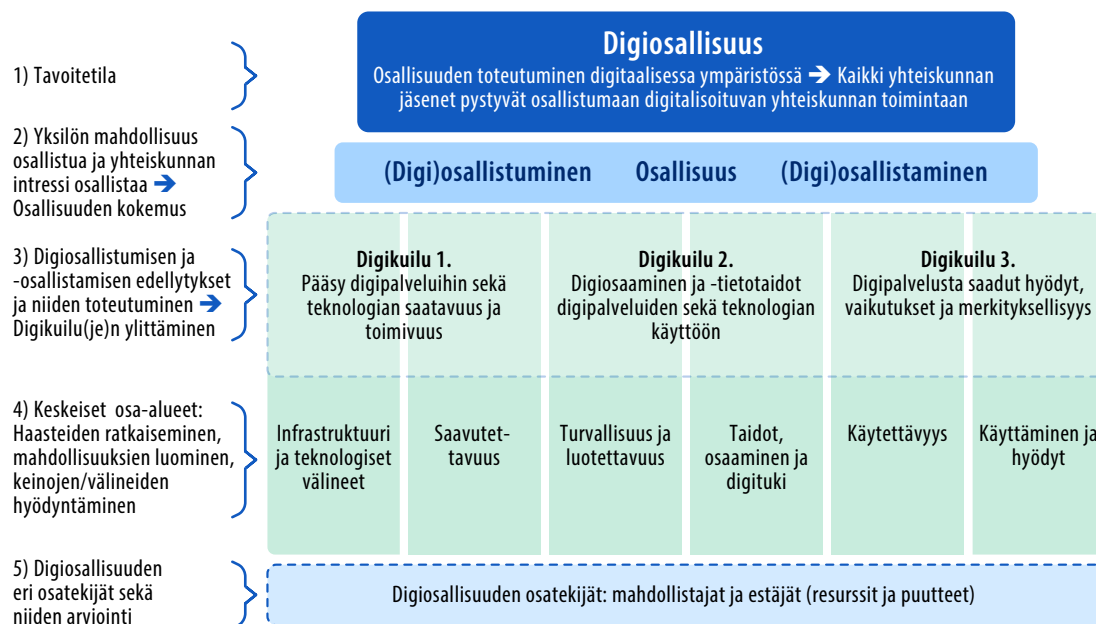 1) Tavoitetila
Digiosallisuus
Osallisuuden toteutuminen digitaalisessa ympäristössä ➔ Kaikki yhteiskunnan
jäsenet pystyvät osallistumaan digitalisoituvan yhteiskunnan toimintaan
2) Yksilön mahdollisuus
osallistua ja yhteiskunnan
intressi osallistaa ➔
Osallisuuden kokemus
(Digi)osallistuminen Osallisuus (Digi)osallistaminen
3) Digiosallistumisen ja
-osallistamisen edellytykset
ja niiden toteutuminen ➔
Digikuilu(je)n ylittäminen
Digikuilu 1.
Pääsy digipalveluihin sekä
teknologian saatavuus ja
toimivuus
Digikuilu 2.
Digiosaaminen ja -tietotaidot
digipalveluiden sekä teknologian
käyttöön
Digikuilu 3.
Digipalvelusta saadut hyödyt,
vaikutukset ja merkityksellisyys
4) Keskeiset osa-alueet:
Haasteiden ratkaiseminen,
mahdollisuuksien luominen,
keinojen/välineiden
hyödyntäminen
Infrastruktuuri
ja teknologiset
välineet
Saavutet-
tavuus
Turvallisuus ja
luotettavuus
Taidot,
osaaminen ja
digituki
Käytettävyys
Käyttäminen ja
hyödyt
5) Digiosallisuuden
eri osatekijät sekä
niiden arviointi
Digiosallisuuden osatekijät: mahdollistajat ja estäjät (resurssit ja puutteet)